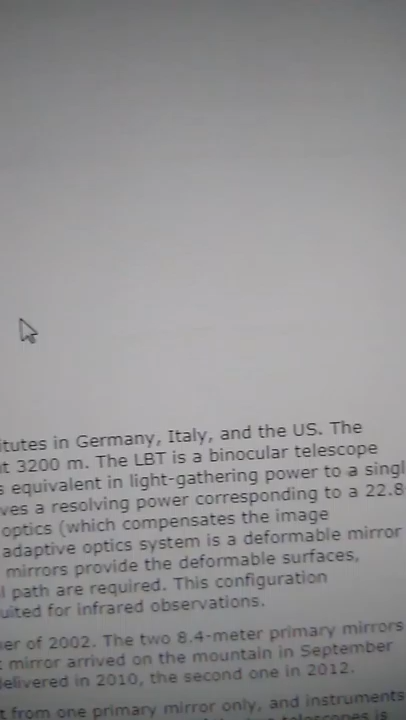 itutes in Germany, Italy, and the US. The
t 3200 m. The LBT is a binocular telescope
s equivalent in light-gathering power to a singl
ves a resolving power corresponding to a 22.8
optics (which compensates the image
adaptive optics system is a deformable mirror
mirrors provide the deformable surfaces,
l path are required. This configuration
uited for infrared observations.
er of 2002. The two 8.4-meter primary mirrors
t mirror arrived on the mountain in September
delivered in 2010, the second one in 2012.
t from one primary mirror only, and instruments
telescopes is